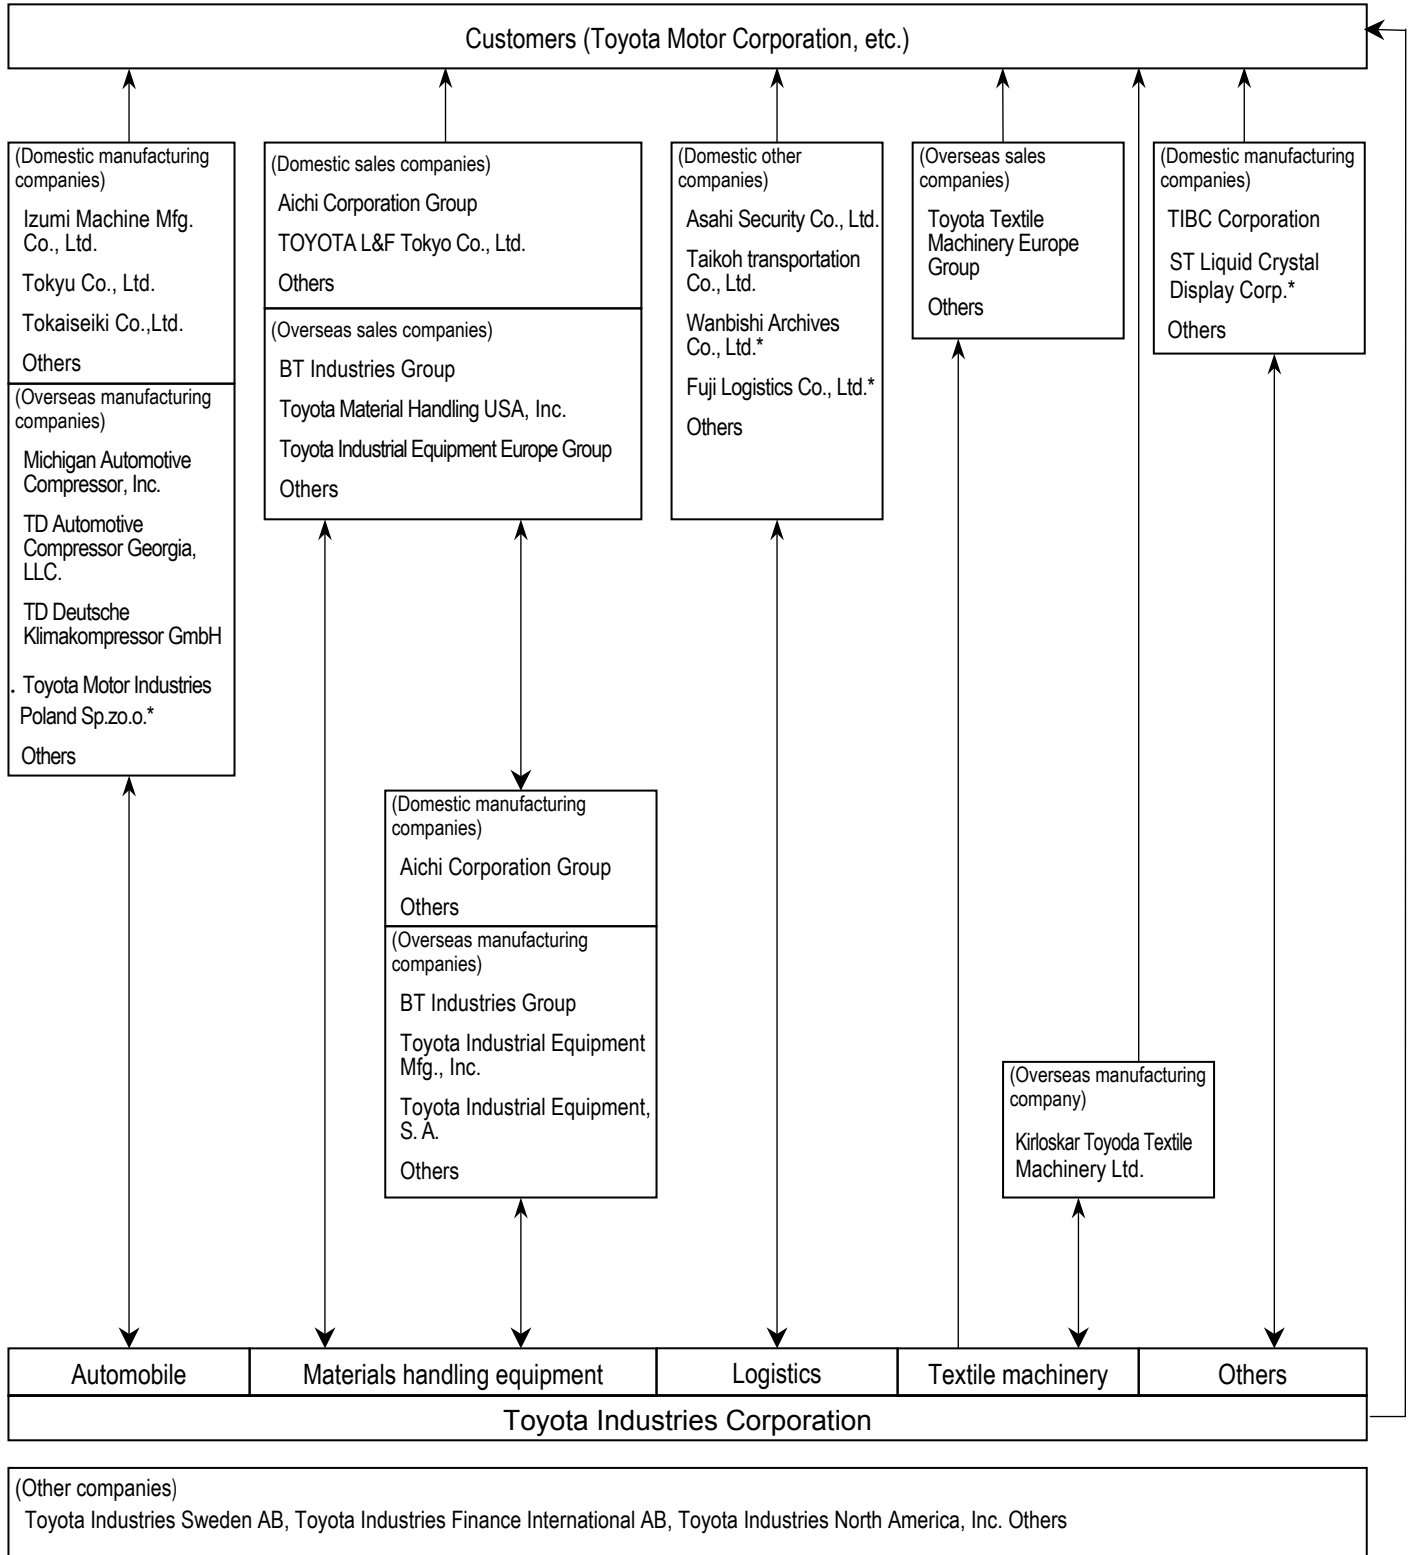 Customers (Toyota Motor Corporation, etc.)
(Domestic manufacturing
companies)
Izumi Machine Mfg.
Co., Ltd.
Tokyu Co., Ltd.
Tokaiseiki Co.,Ltd.
Others
(Overseas manufacturing
companies)
Michigan Automotive
Compressor, Inc.
TD Automotive
Compressor Georgia,
LLC.
TD Deutsche
Klimakompressor GmbH
. Toyota Motor Industries
Poland Sp.zo.o.*
Others
(Domestic sales companies)
Aichi Corporation Group
TOYOTA L&F Tokyo Co., Ltd.
Others
(Overseas sales companies)
BT Industries Group
Toyota Material Handling USA, Inc.
Toyota Industrial Equipment Europe Group
Others
(Domestic manufacturing
companies)
Aichi Corporation Group
Others
(Overseas manufacturing
companies)
BT Industries Group
Toyota Industrial Equipment
Mfg., Inc.
Toyota Industrial Equipment,
S. A.
Others
(Domestic other
companies)
Asahi Security Co., Ltd.
Taikoh transportation
Co., Ltd.
Wanbishi Archives
Co., Ltd.*
Fuji Logistics Co., Ltd.*
Others
(Overseas sales
companies)
Toyota Textile
Machinery Europe
Group
Others
(Overseas manufacturing
company)
Kirloskar Toyoda Textile
Machinery Ltd.
(Domestic manufacturing
companies)
TIBC Corporation
ST Liquid Crystal
Display Corp.*
Others
Automobile
Materials handling equipment
Logistics
Textile machinery
Others
Toyota Industries Corporation
(Other companies)
Toyota Industries Sweden AB, Toyota Industries Finance International AB, Toyota Industries North America, Inc. Others